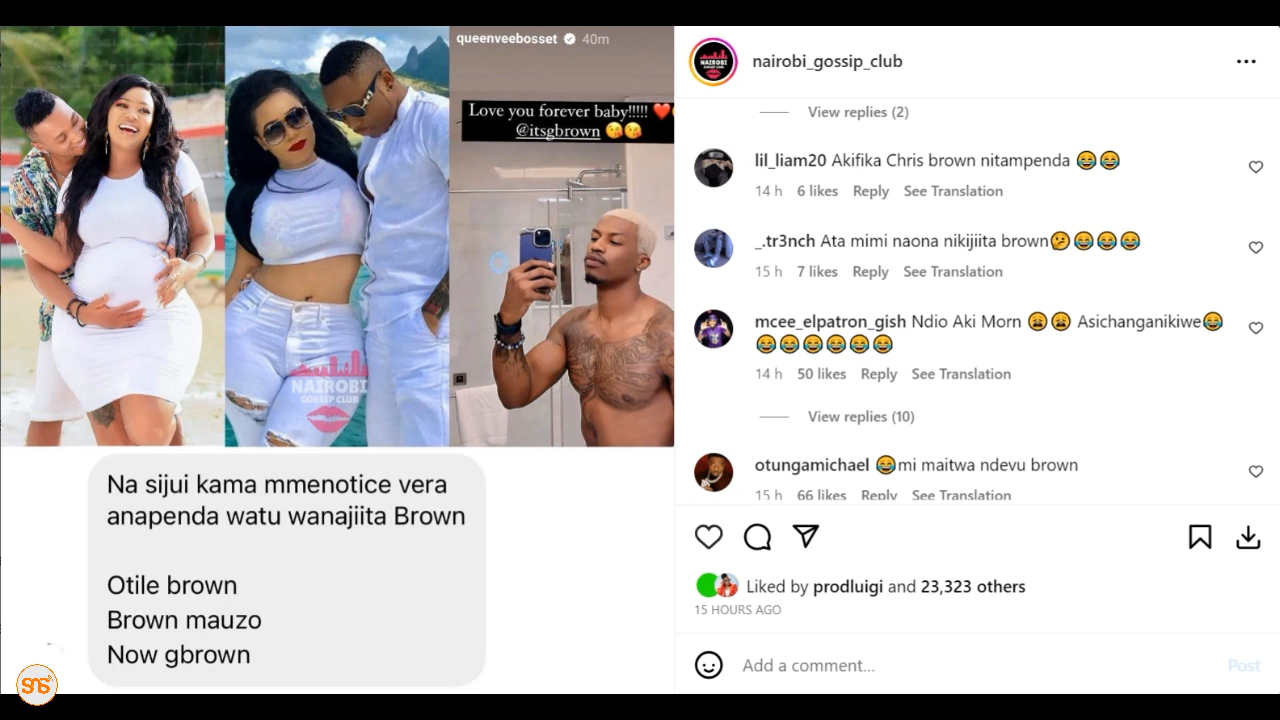 queenveebosset 40m
Love you forever baby!!!!! ❤️
@itsgbrown 😘😘
NAIROBI
GOSSIP CLUB
Na sijui kama mmenotice vera
anapenda watu wanajiita Brown
Otile brown
Brown mauzo
Now gbrown
SNS
NAIROBI
nairobi_gossip_club
View replies (2)
lil_liam20 Akifika Chris brown nitampenda 😂😂
14 h 6 likes Reply See Translation
_.tr3nch Ata mimi naona nikijiita brown🤔😂😂😂
15 h 7 likes Reply See Translation
mcee_elpatron_gish Ndio Aki Morn 😩😩 Asichanganikiwe😂
😂😂😂😂😂😂
14 h 50 likes Reply See Translation
View replies (10)
otungamichael 😂mi maitwa ndevu brown
15 h 66 likes Reply See Translation
Liked by prodluigi and 23,323 others
15 HOURS AGO
Add a comment... Post